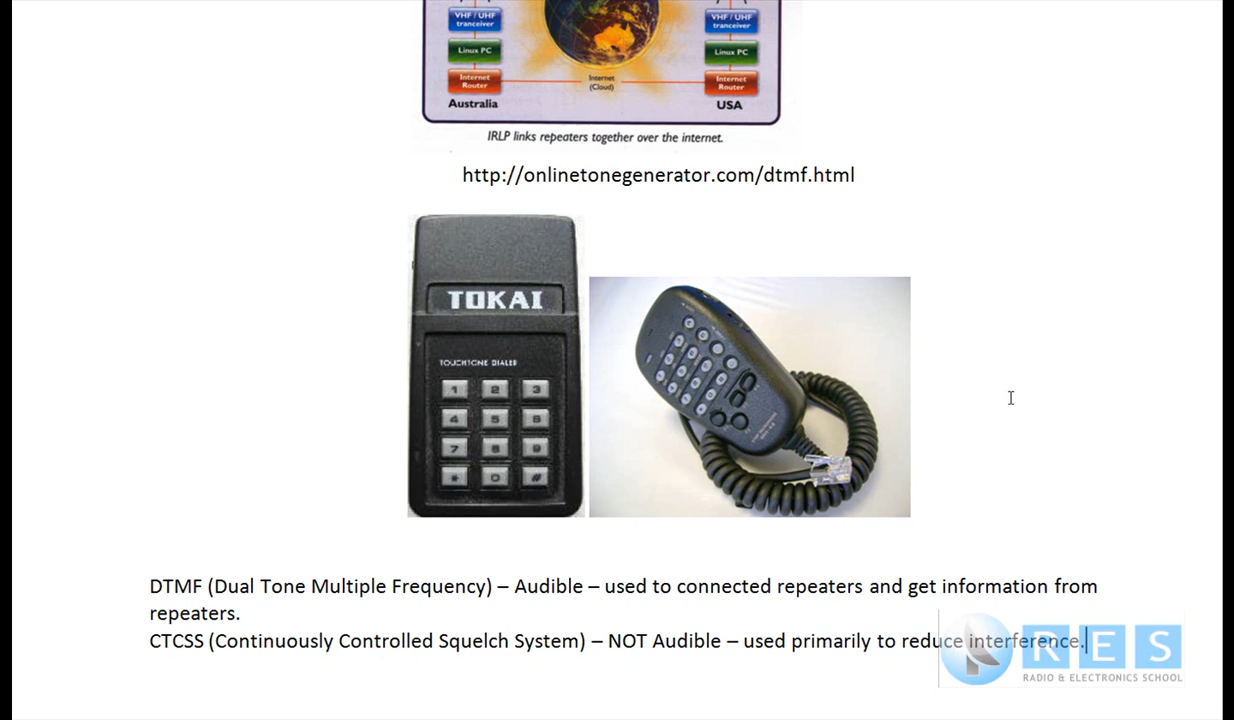 VHF / UHF
tranceiver
VHF / UHF
tranceiver
Linux PC
Linux PC
Internet
Router
Internet
(Cloud)
Internet
Router
Australia
USA
IRLP links repeaters together over the internet.
http://onlinetonegenerator.com/dtmf.html
TOKAI
TOUCHTONE DIALER
1 2 3
4 5 6
7 8 9
* 0 #
DTMF (Dual Tone Multiple Frequency) – Audible – used to connected repeaters and get information from
repeaters.
CTCSS (Continuously Controlled Squelch System) – NOT Audible – used primarily to reduce interference.
RES
RADIO & ELECTRONICS SCHOOL